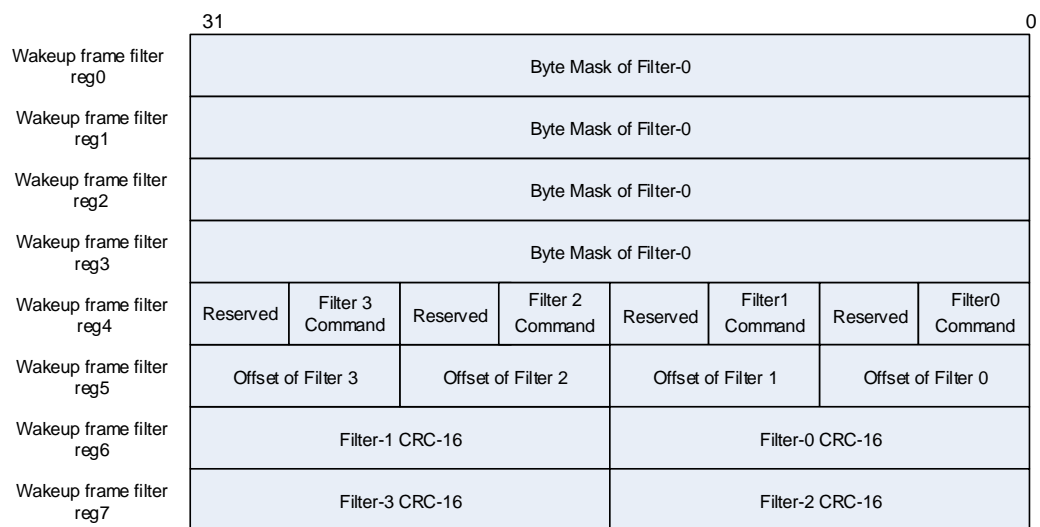 31 0
Wakeup frame filter
reg0
Byte Mask of Filter-0
Wakeup frame filter
reg1
Byte Mask of Filter-0
Wakeup frame filter
reg2
Byte Mask of Filter-0
Wakeup frame filter
reg3
Byte Mask of Filter-0
Wakeup frame filter
reg4
Reserved
Filter 3
Command
Reserved
Filter 2
Command
Reserved
Filter1
Command
Reserved
Filter0
Command
Wakeup frame filter
reg5
Offset of Filter 3
Offset of Filter 2
Offset of Filter 1
Offset of Filter 0
Wakeup frame filter
reg6
Filter-1 CRC-16
Filter-0 CRC-16
Wakeup frame filter
reg7
Filter-3 CRC-16
Filter-2 CRC-16